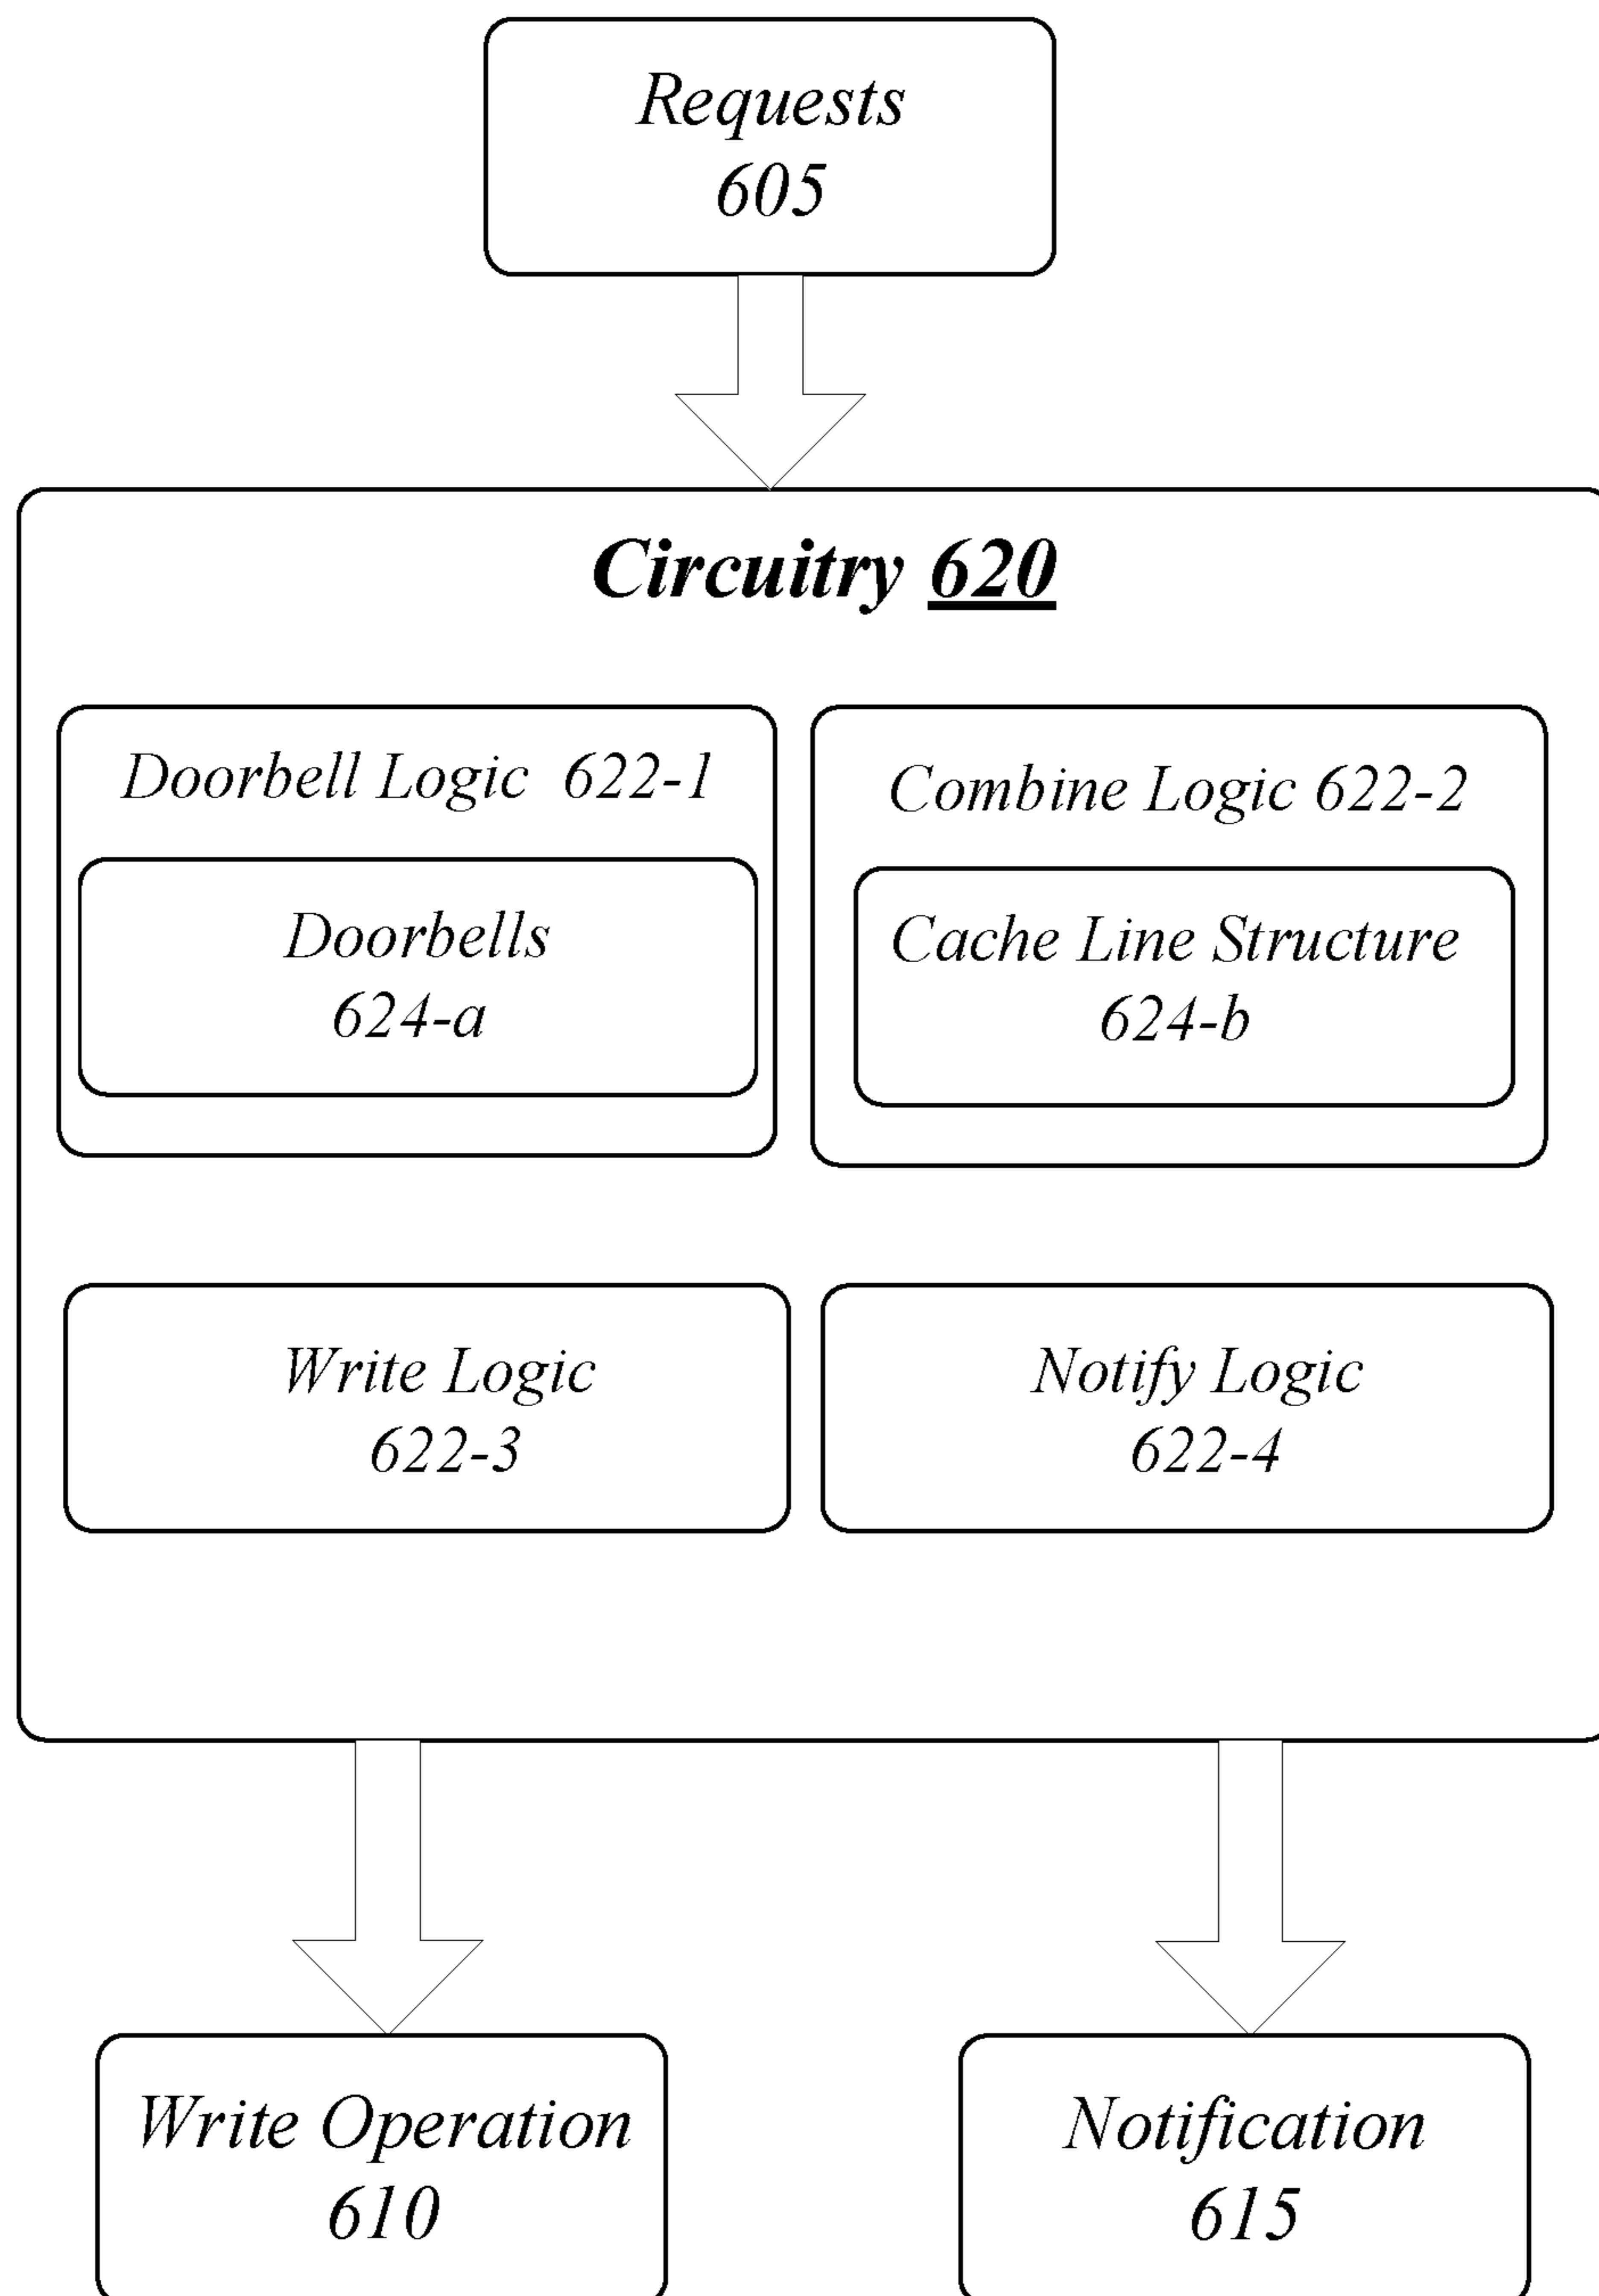 Requests
605
Circuitry 620
Doorbell Logic 622-1
Doorbells
624-a
Combine Logic 622-2
Cache Line Structure
624-b
Write Logic
622-3
Notify Logic
622-4
Write Operation
610
Notification
615